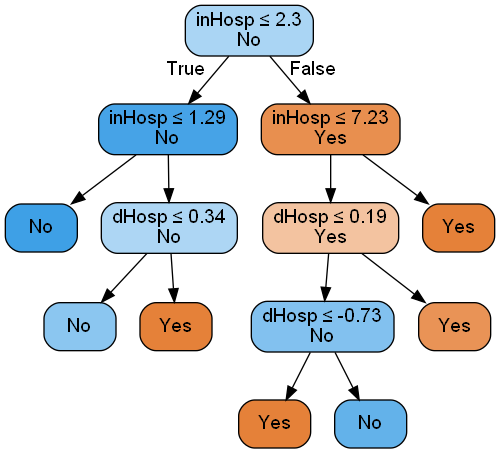 inHosp ≤ 2.3
No
True
False
inHosp ≤ 1.29
No
inHosp ≤ 7.23
Yes
No
dHosp ≤ 0.34
No
dHosp ≤ 0.19
Yes
Yes
No
Yes
dHosp ≤ -0.73
No
Yes
Yes
No